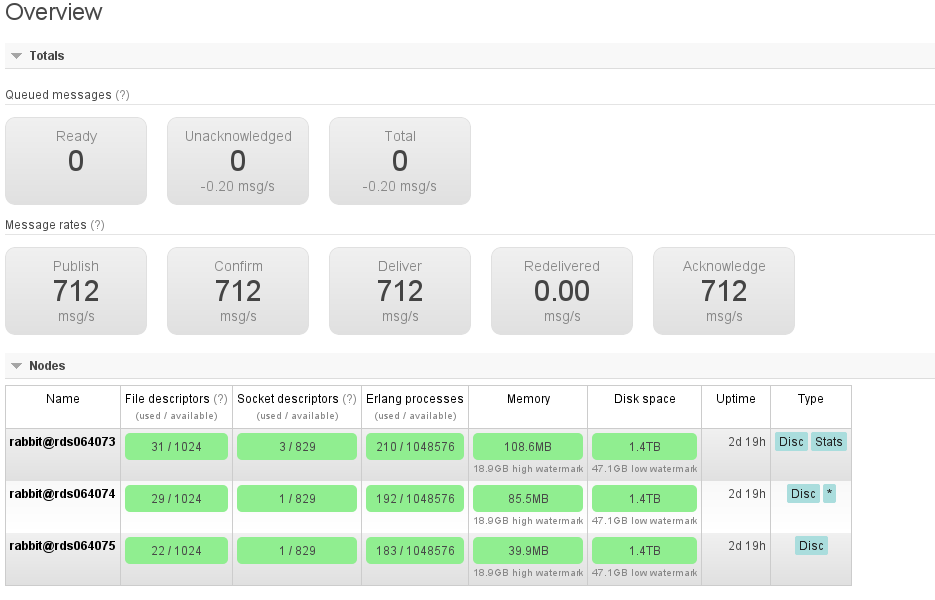 Overview
Totals
Queued messages (?)
Ready Unacknowledged Total
0 0 0
-0.20 msg/s -0.20 msg/s
Message rates (?)
Publish Confirm Deliver Redelivered Acknowledge
712 712 712 0.00 712
msg/s msg/s msg/s msg/s msg/s
Nodes
Name File descriptors (?) Socket descriptors (?) Erlang processes Memory Disk space Uptime Type
(used / available) (used / available) (used / available)
rabbit@rds064073 31 / 1024 3 / 829 210 / 1048576 108.6MB 1.4TB 2d 19h Disc Stats
18.9GB high watermark 47.1GB low watermark
rabbit@rds064074 29 / 1024 1 / 829 192 / 1048576 85.5MB 1.4TB 2d 19h Disc *
18.9GB high watermark 47.1GB low watermark
rabbit@rds064075 22 / 1024 1 / 829 183 / 1048576 39.9MB 1.4TB 2d 19h Disc
18.9GB high watermark 47.1GB low watermark